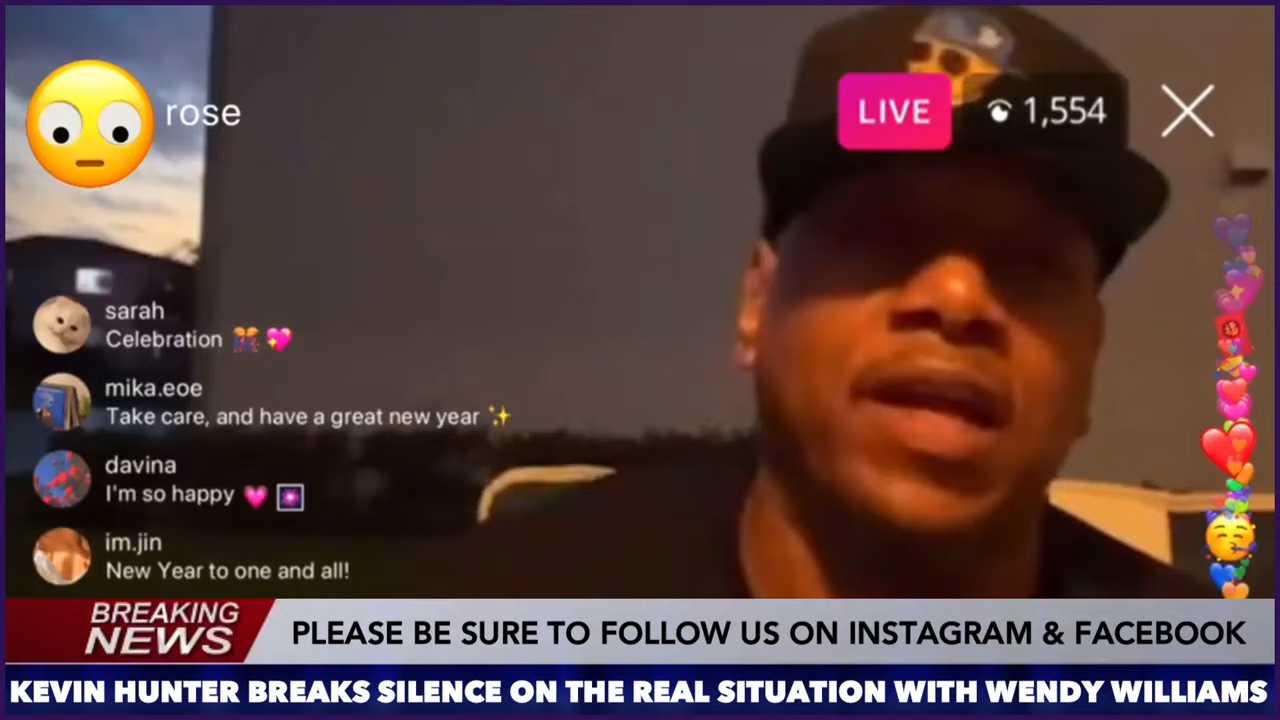 rose
LIVE
1,554
sarah
Celebration
mika.eoe
Take care, and have a great new year
davina
I'm so happy
im.jin
New Year to one and all!
BREAKING
NEWS
PLEASE BE SURE TO FOLLOW US ON INSTAGRAM & FACEBOOK
KEVIN HUNTER BREAKS SILENCE ON THE REAL SITUATION WITH WENDY WILLIAMS